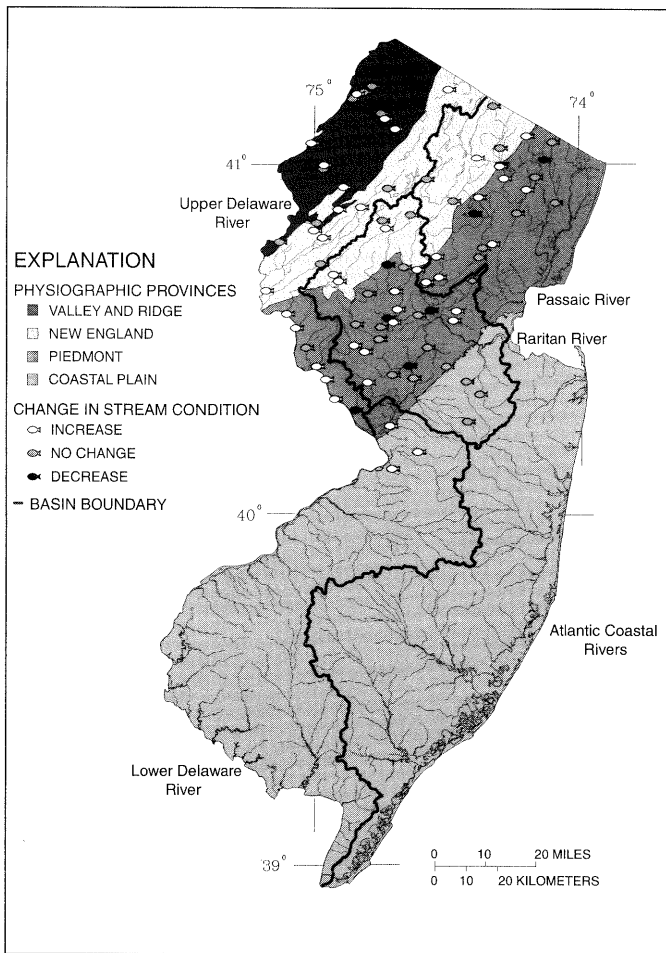 75°
74°
41°
Upper Delaware
River
EXPLANATION
PHYSIOGRAPHIC PROVINCES
VALLEY AND RIDGE
NEW ENGLAND
PIEDMONT
COASTAL PLAIN
CHANGE IN STREAM CONDITION
INCREASE
NO CHANGE
DECREASE
BASIN BOUNDARY
Passaic River
Raritan River
40°
Atlantic Coastal
Rivers
Lower Delaware
River
39°
0 10 20 MILES
0 10 20 KILOMETERS